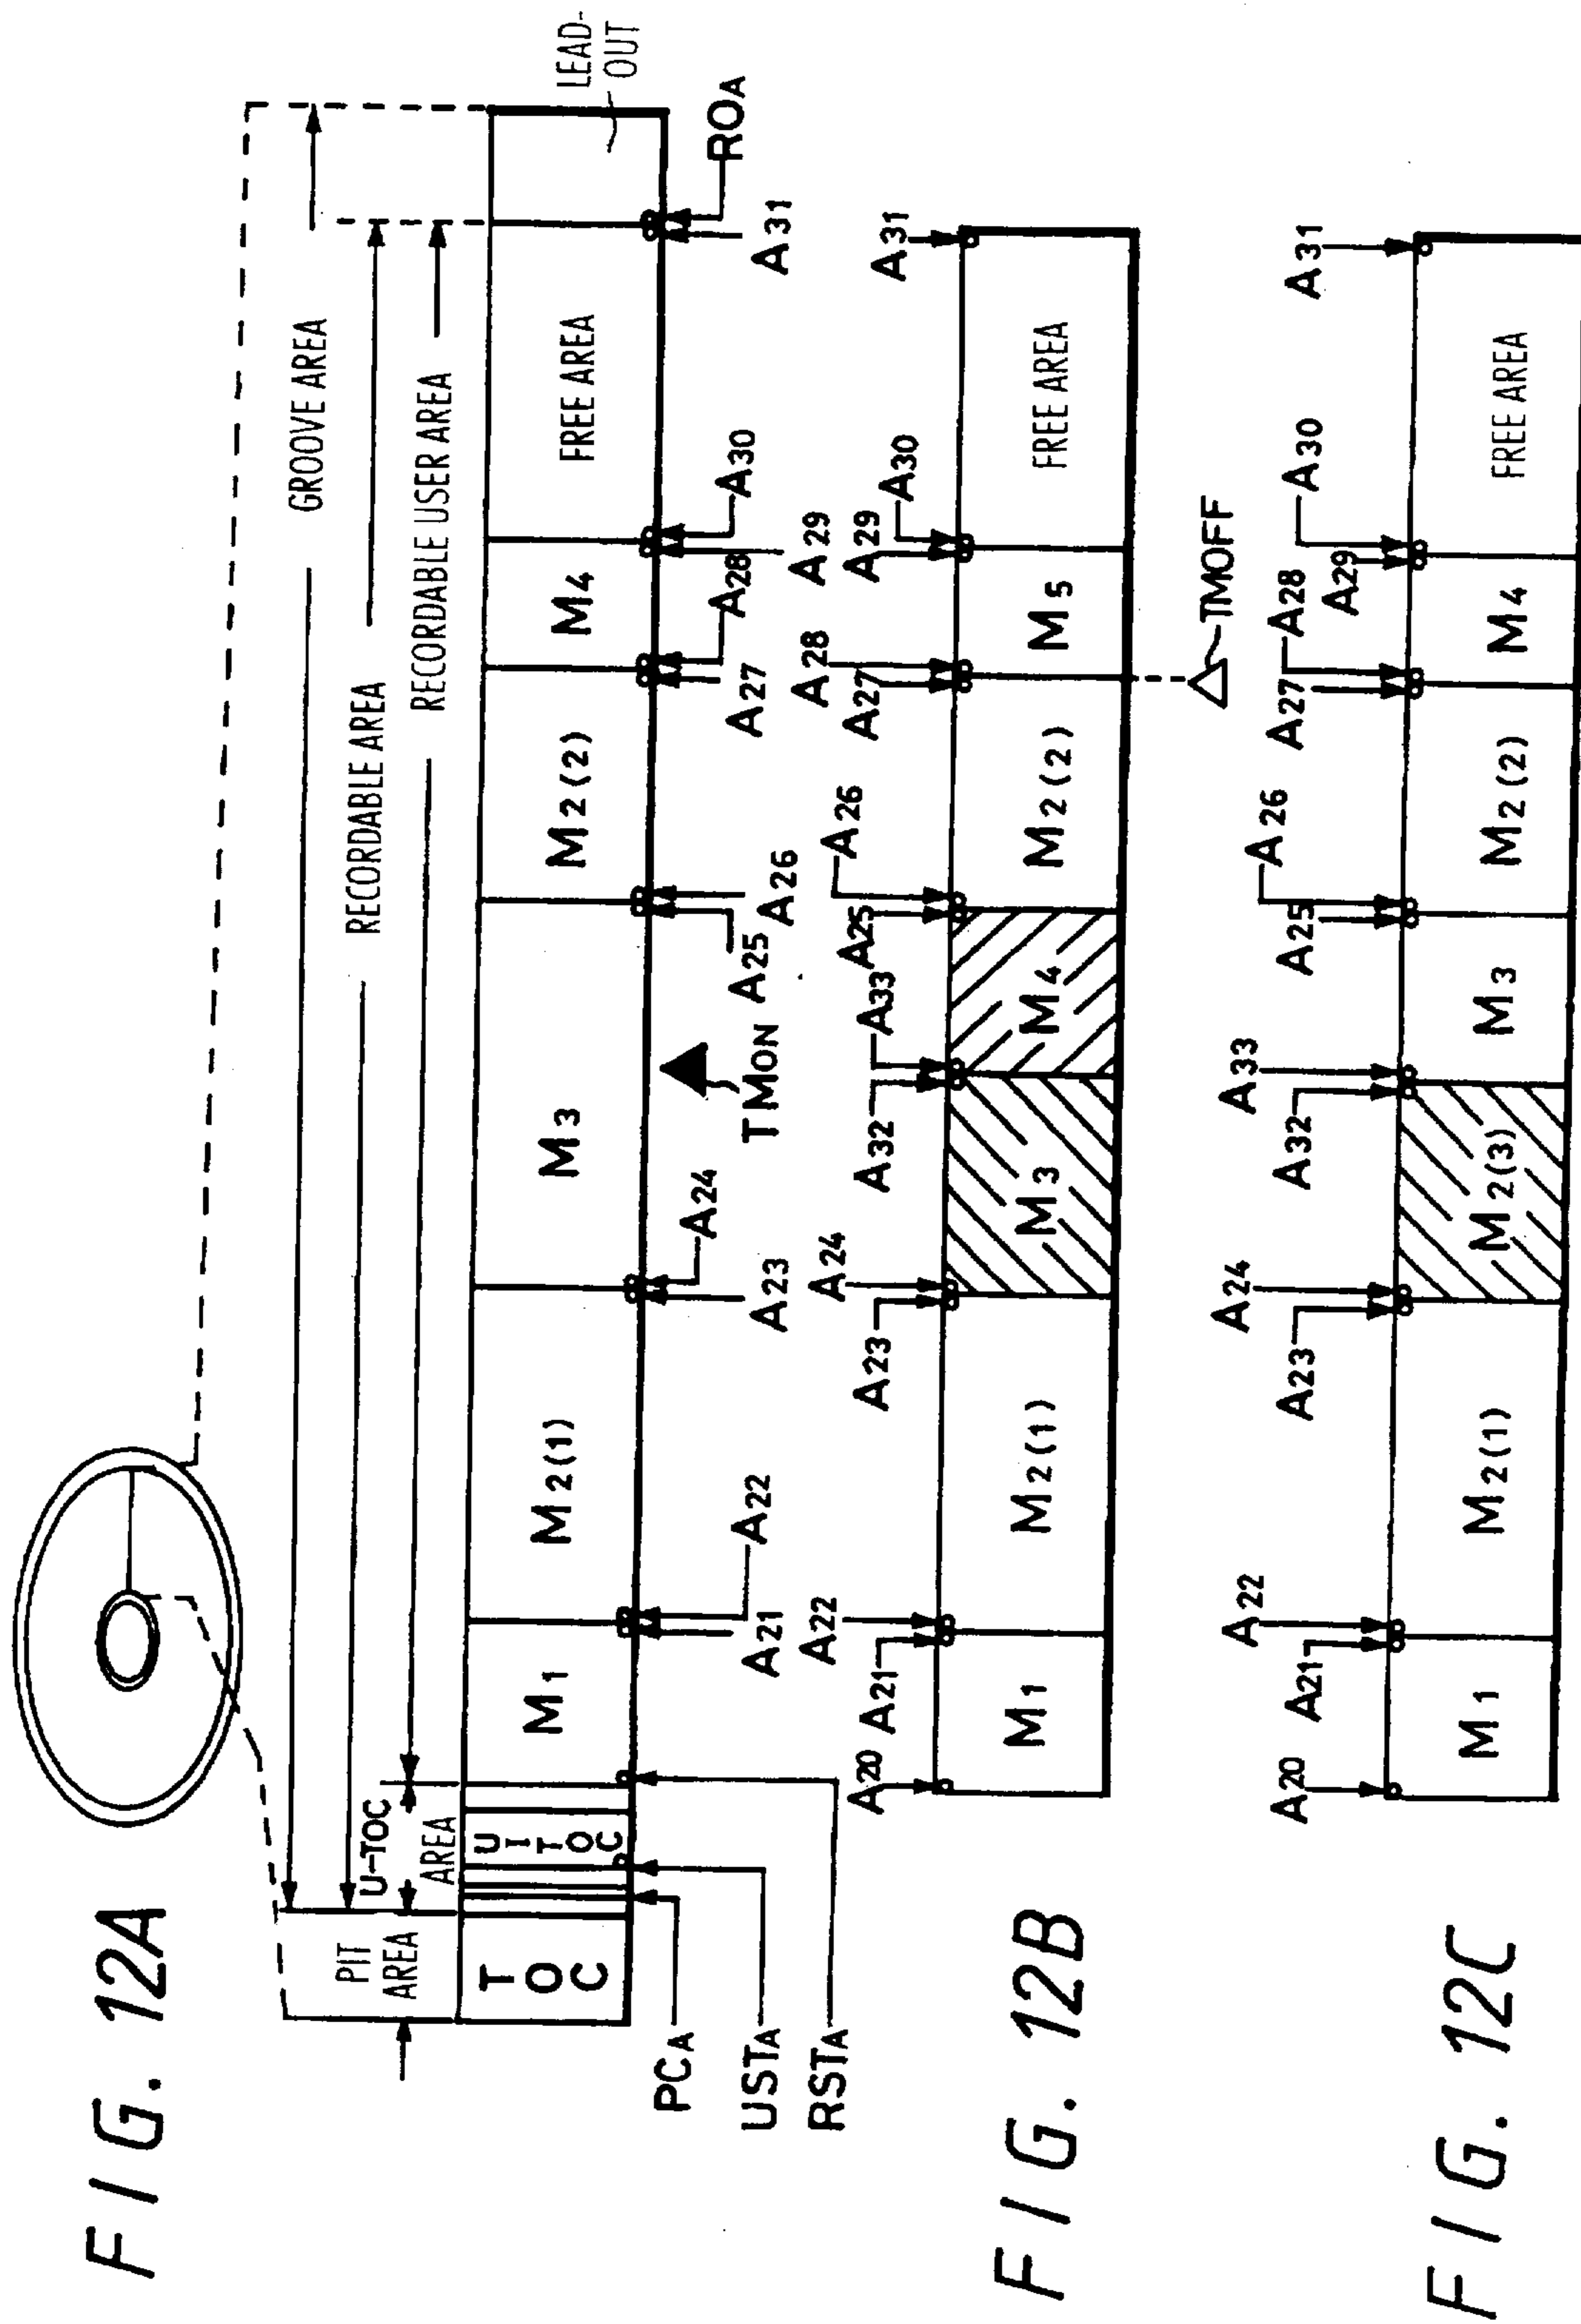 FIG. 12A
GROOVE AREA
RECORDABLE AREA
RECORDABLE USER AREA
PIT
AREA
U-TOC
AREA
LEAD-
OUT
TOC
U-TOC
M1
M2(1)
M3
M2(2)
M4
FREE AREA
PCA
USTA
RSTA
A21
A22
A23
A24
TMON
A25
A26
A27
A28
A29
A30
A31
ROA
FIG. 12B
A20
A21
A22
A23
A24
A32
A33
A25
A26
A27
A28
A29
A30
A31
M1
M2(1)
M3
M4
M2(2)
M5
FREE AREA
TMOFF
FIG. 12C
A20
A21
A22
A23
A24
A32
A33
A25
A26
A27
A28
A29
A30
A31
M1
M2(1)
M2(3)
M3
M2(2)
M4
FREE AREA